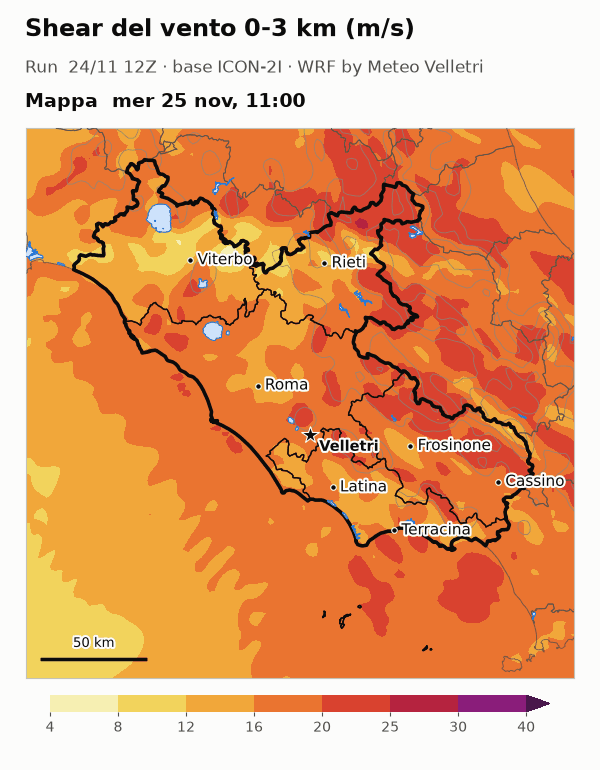 Shear del vento 0-3 km (m/s)
Run 24/11 12Z · base ICON-2I · WRF by Meteo Velletri
Mappa mer 25 nov, 11:00
Viterbo
Rieti
Roma
Velletri
Frosinone
Cassino
Latina
Terracina
50 km
4 8 12 16 20 25 30 40